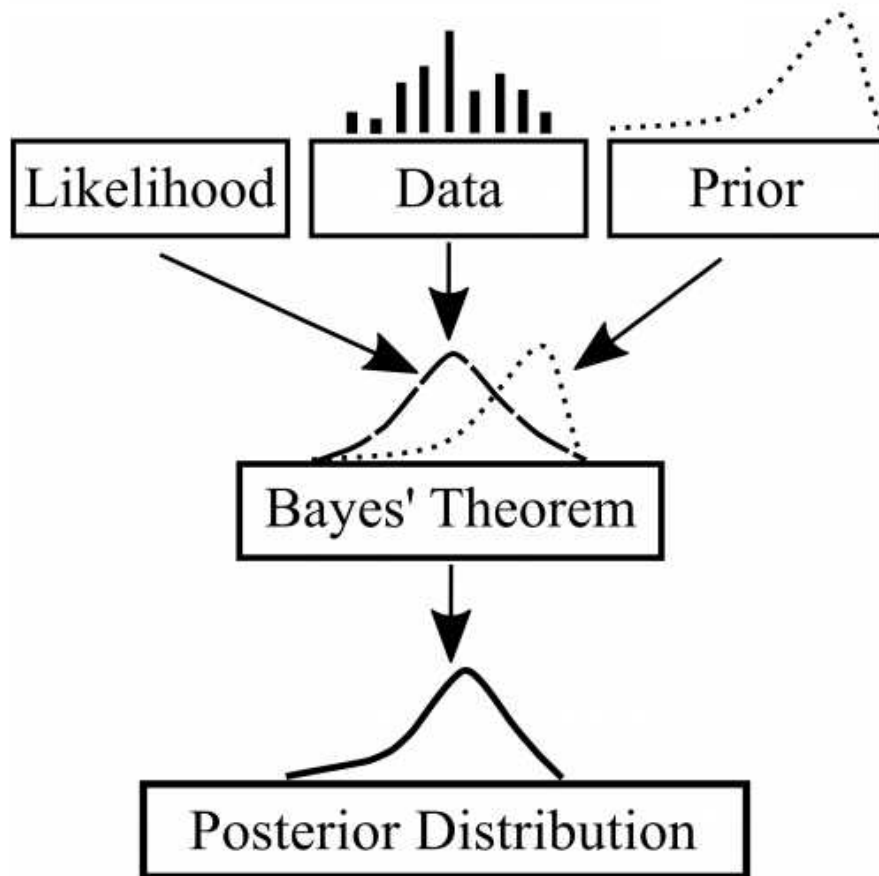 Likelihood
Data
Prior
Bayes' Theorem
Posterior Distribution